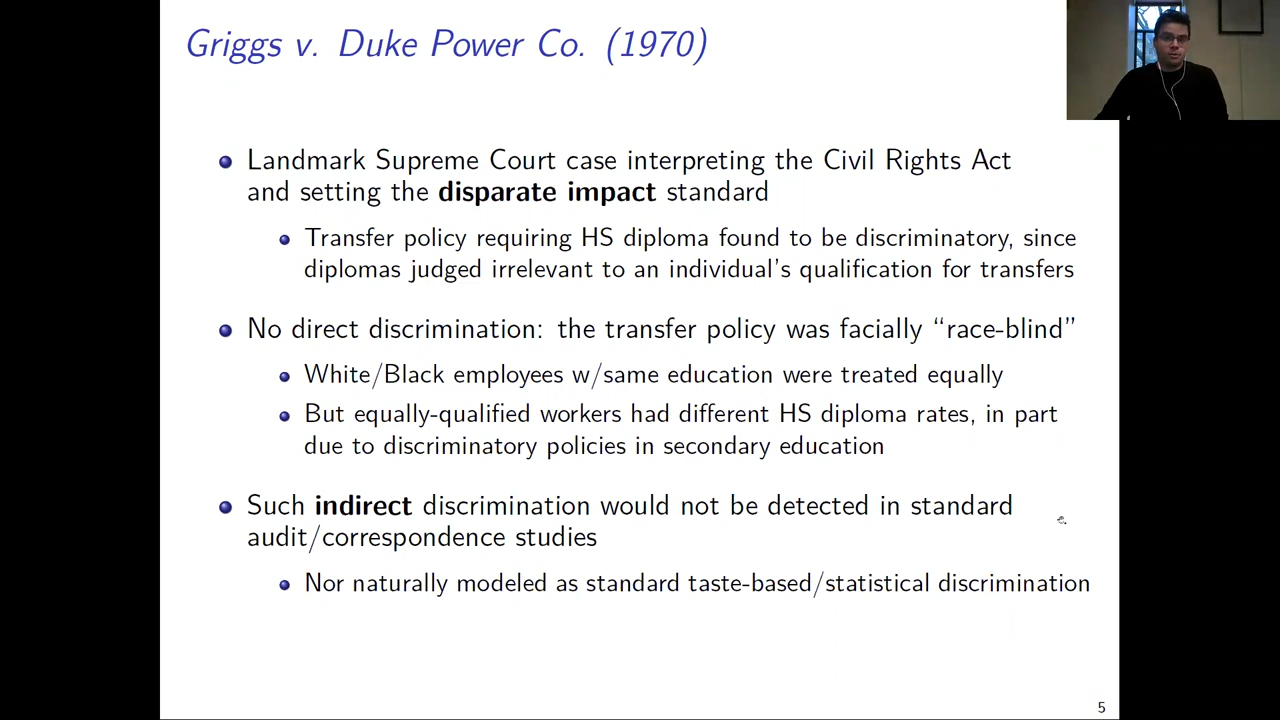 Griggs v. Duke Power Co. (1970)
Landmark Supreme Court case interpreting the Civil Rights Act
and setting the disparate impact standard
Transfer policy requiring HS diploma found to be discriminatory, since
diplomas judged irrelevant to an individual's qualification for transfers
No direct discrimination: the transfer policy was facially “race-blind”
White/Black employees w/same education were treated equally
But equally-qualified workers had different HS diploma rates, in part
due to discriminatory policies in secondary education
Such indirect discrimination would not be detected in standard
audit/correspondence studies
Nor naturally modeled as standard taste-based/statistical discrimination
5